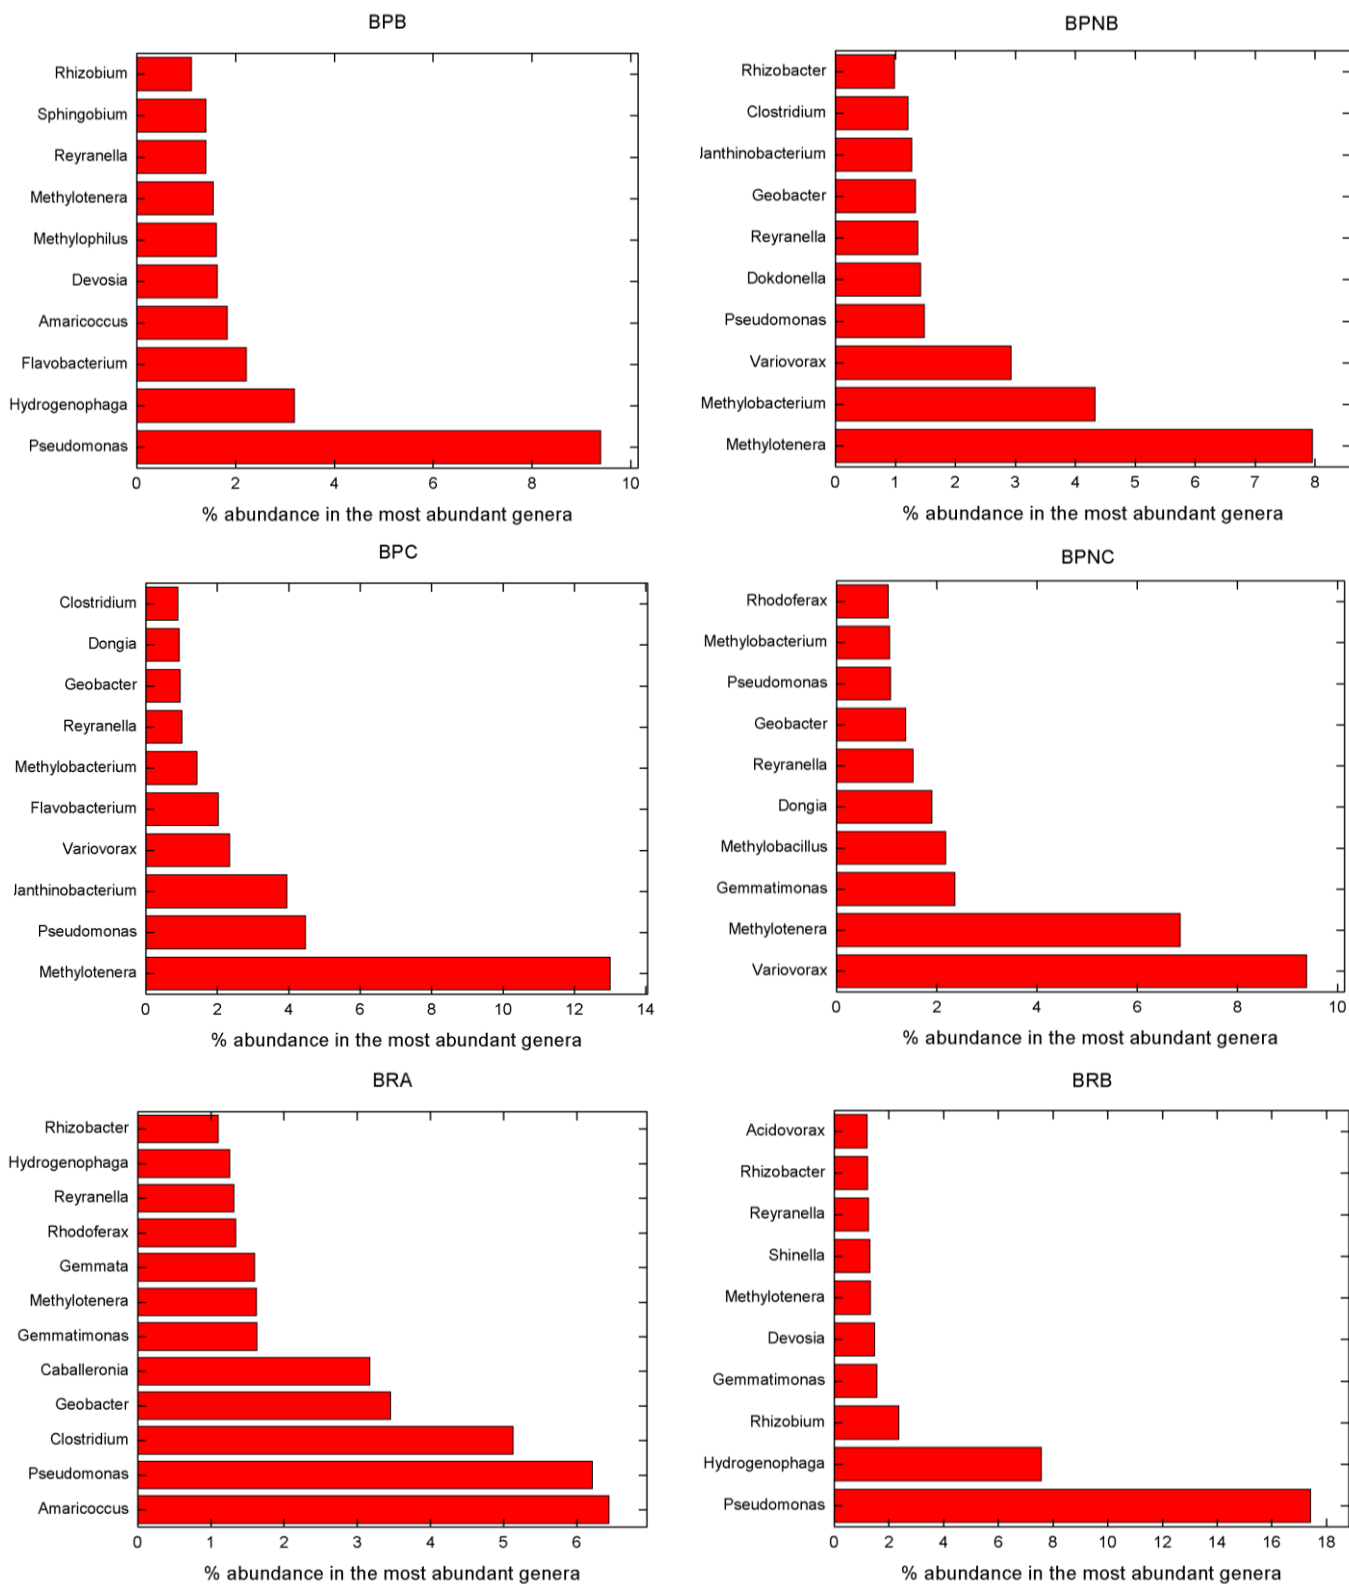 BPB
Rhizobium
Sphingobium
Reyranella
Methylotenera
Methylophilus
Devosia
Amaricoccus
Flavobacterium
Hydrogenophaga
Pseudomonas
0 2 4 6 8 10
% abundance in the most abundant genera
BPNB
Rhizobacter
Clostridium
Janthinobacterium
Geobacter
Reyranella
Dokdonella
Pseudomonas
Variovorax
Methylobacterium
Methylotenera
0 1 2 3 4 5 6 7 8
% abundance in the most abundant genera
BPC
Clostridium
Dongia
Geobacter
Reyranella
Methylobacterium
Flavobacterium
Variovorax
Janthinobacterium
Pseudomonas
Methylotenera
0 2 4 6 8 10 12 14
% abundance in the most abundant genera
BPNC
Rhodoferax
Methylobacterium
Pseudomonas
Geobacter
Reyranella
Dongia
Methylobacillus
Gemmatimonas
Methylotenera
Variovorax
0 2 4 6 8 10
% abundance in the most abundant genera
BRA
Rhizobacter
Hydrogenophaga
Reyranella
Rhodoferax
Gemmata
Methylotenera
Gemmatimonas
Caballeronia
Geobacter
Clostridium
Pseudomonas
Amaricoccus
0 1 2 3 4 5 6
% abundance in the most abundant genera
BRB
Acidovorax
Rhizobacter
Reyranella
Shinella
Methylotenera
Devosia
Gemmatimonas
Rhizobium
Hydrogenophaga
Pseudomonas
0 2 4 6 8 10 12 14 16 18
% abundance in the most abundant genera